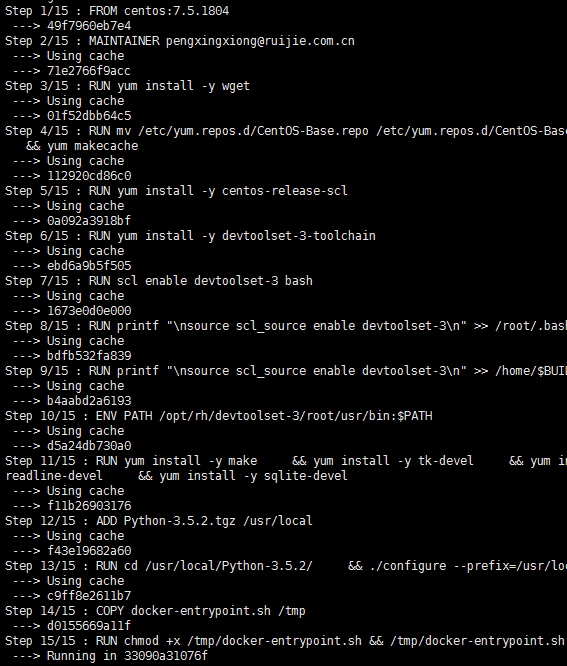 Step 1/15 : FROM centos:7.5.1804
---> 49f7960eb7e4
Step 2/15 : MAINTAINER pengxingxiong@ruijie.com.cn
---> Using cache
---> 71e2766f9acc
Step 3/15 : RUN yum install -y wget
---> Using cache
---> 01f52dbb64c5
Step 4/15 : RUN mv /etc/yum.repos.d/CentOS-Base.repo /etc/yum.repos.d/CentOS-Base
&& yum makecache
---> Using cache
---> 112920cd86c0
Step 5/15 : RUN yum install -y centos-release-scl
---> Using cache
---> 0a092a3918bf
Step 6/15 : RUN yum install -y devtoolset-3-toolchain
---> Using cache
---> ebd6a9b5f505
Step 7/15 : RUN scl enable devtoolset-3 bash
---> Using cache
---> 1673e0d0e000
Step 8/15 : RUN printf "\nsource scl_source enable devtoolset-3\n" >> /root/.bash
---> Using cache
---> bdfb532fa839
Step 9/15 : RUN printf "\nsource scl_source enable devtoolset-3\n" >> /home/$BUI
---> Using cache
---> b4aabd2a6193
Step 10/15 : ENV PATH /opt/rh/devtoolset-3/root/usr/bin:$PATH
---> Using cache
---> d5a24db730a0
Step 11/15 : RUN yum install -y make     && yum install -y tk-devel     && yum in
readline-devel     && yum install -y sqlite-devel
---> Using cache
---> f11b26903176
Step 12/15 : ADD Python-3.5.2.tgz /usr/local
---> Using cache
---> f43e19682a60
Step 13/15 : RUN cd /usr/local/Python-3.5.2/     && ./configure --prefix=/usr/loc
---> Using cache
---> c9ff8e2611b7
Step 14/15 : COPY docker-entrypoint.sh /tmp
---> d0155669a11f
Step 15/15 : RUN chmod +x /tmp/docker-entrypoint.sh && /tmp/docker-entrypoint.sh
---> Running in 33090a31076f